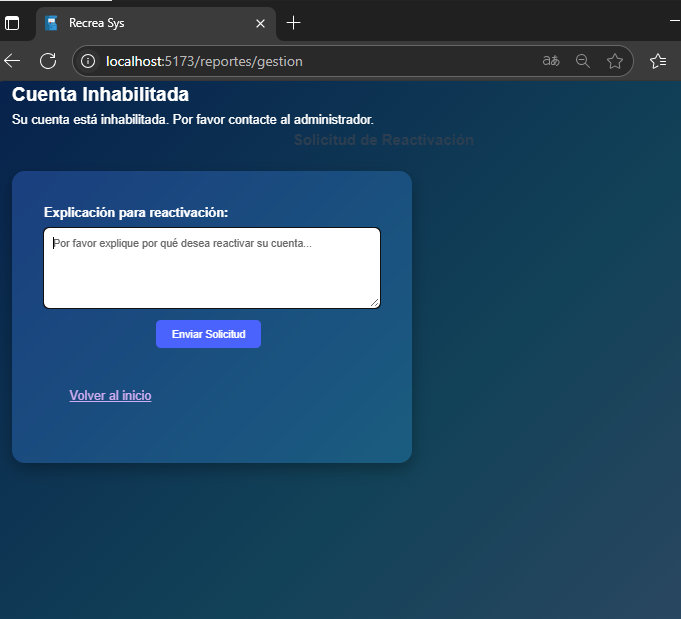 Recrea Sys
localhost:5173/reportes/gestion
Cuenta Inhabilitada
Su cuenta está inhabilitada. Por favor contacte al administrador.
Solicitud de Reactivación
Explicación para reactivación:
Por favor explique por qué desea reactivar su cuenta...
Enviar Solicitud
Volver al inicio